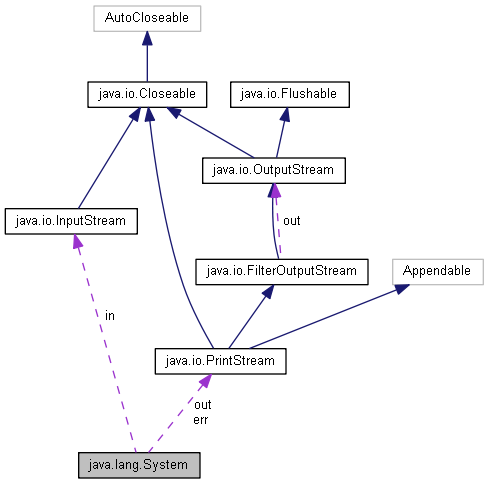 AutoCloseable
java.io.Closeable
java.io.Flushable
java.io.OutputStream
java.io.InputStream
out
java.io.FilterOutputStream
Appendable
in
java.io.PrintStream
out
err
java.lang.System